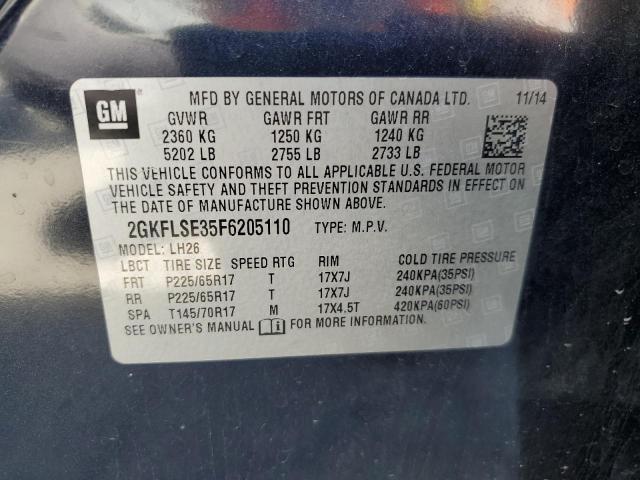 GM
MFD BY GENERAL MOTORS OF CANADA LTD. 11/14
GVWR GAWR FRT GAWR RR
2360 KG 1250 KG 1240 KG
5202 LB 2755 LB 2733 LB
THIS VEHICLE CONFORMS TO ALL APPLICABLE U.S. FEDERAL MOTOR
VEHICLE SAFETY AND THEFT PREVENTION STANDARDS IN EFFECT ON
THE DATE OF MANUFACTURE SHOWN ABOVE.
2GKFLSE35F6205110 TYPE: M.P.V.
MODEL: LH26
LBCT TIRE SIZE SPEED RTG RIM COLD TIRE PRESSURE
FRT P225/65R17 T 17X7J 240KPA(35PSI)
RR P225/65R17 T 17X7J 240KPA(35PSI)
SPA T145/70R17 M 17X4.5T 420KPA(60PSI)
SEE OWNER'S MANUAL FOR MORE INFORMATION.